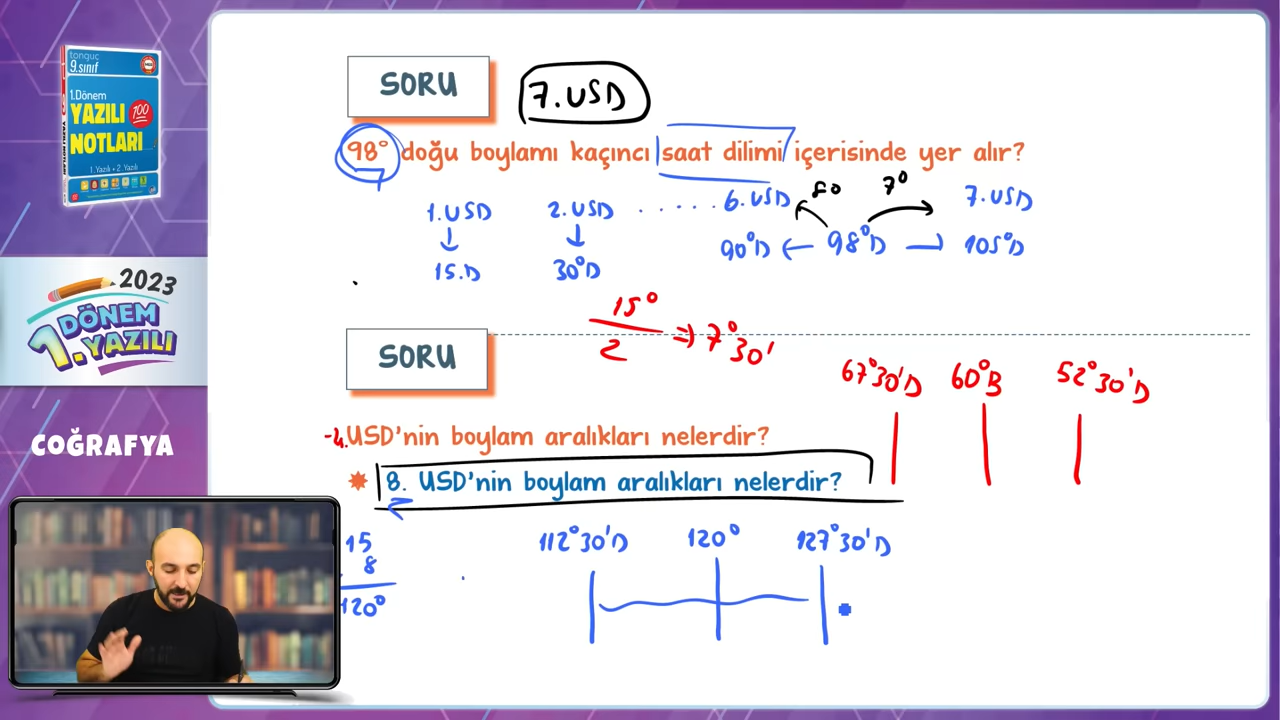 tonguç
9.sınıf
1.Dönem
YAZILI 100
NOTLARI
1. Yazılı - 2. Yazılı
2023
1. DÖNEM
YAZILI
COĞRAFYA
SORU
7.USD
98° doğu boylamı kaçıncı saat dilimi içerisinde yer alır?
1.USD 2.USD ...... 6.USD 8° 7° 7.USD
15.D 30°D 90°D 98°D 105°D
15°
2
7°30'
SORU
67°30'D 60°B 52°30'D
-4.USD'nin boylam aralıkları nelerdir?
8. USD'nin boylam aralıkları nelerdir?
15
8
120°
112°30'D 120° 127°30'D